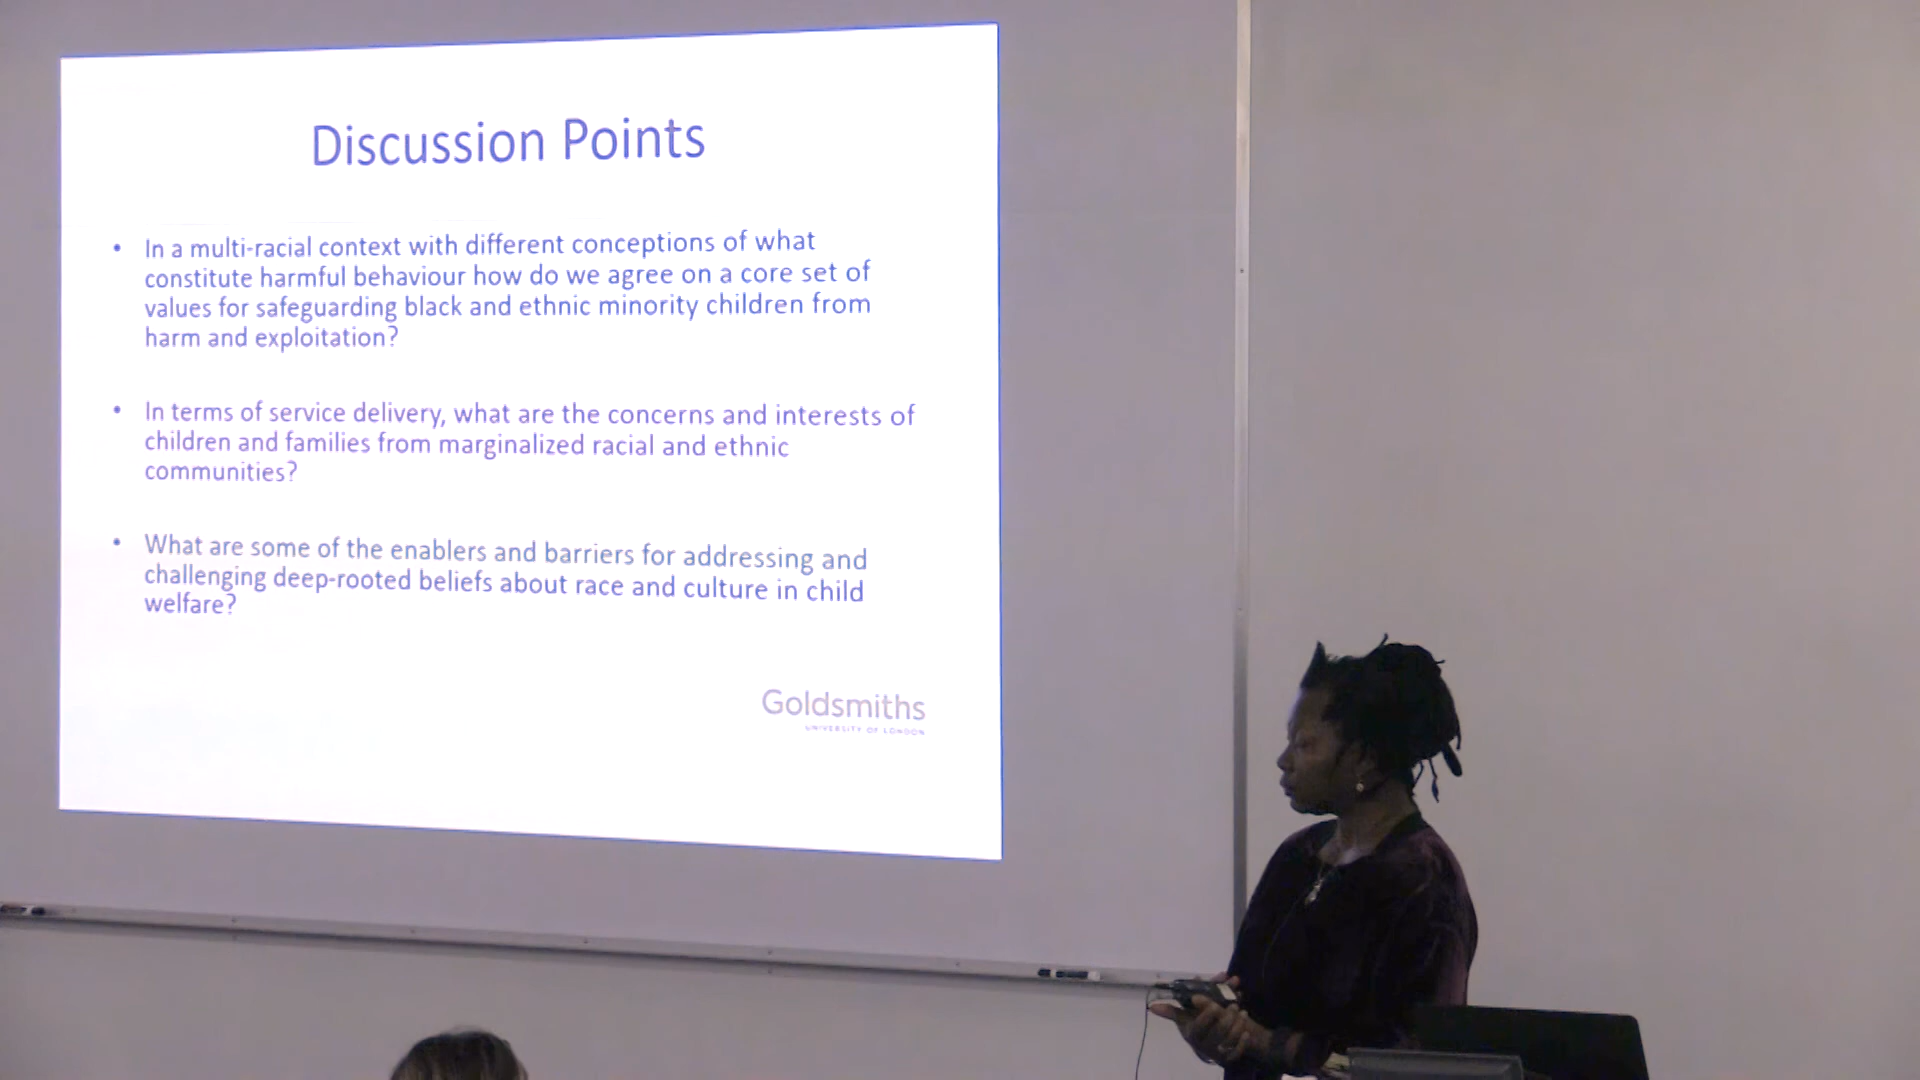 Discussion Points
• In a multi-racial context with different conceptions of what
constitute harmful behaviour how do we agree on a core set of
values for safeguarding black and ethnic minority children from
harm and exploitation?
• In terms of service delivery, what are the concerns and interests of
children and families from marginalized racial and ethnic
communities?
• What are some of the enablers and barriers for addressing and
challenging deep-rooted beliefs about race and culture in child
welfare?
Goldsmiths
UNIVERSITY OF LONDON